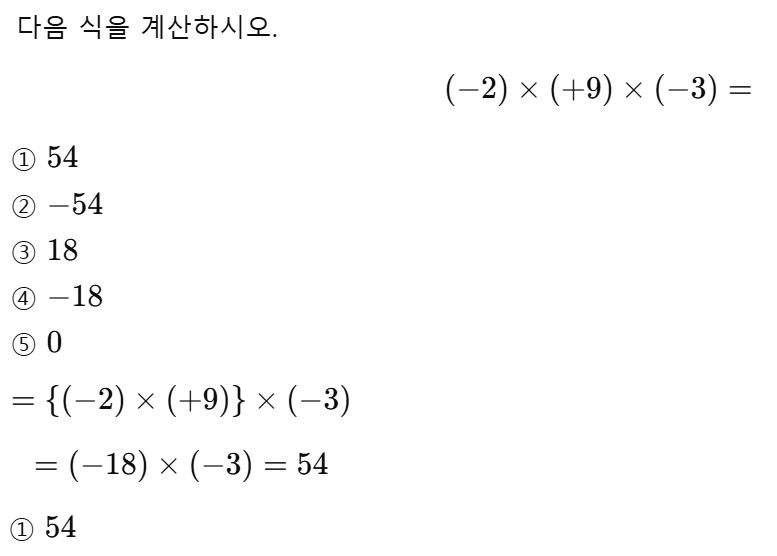 다음 식을 계산하시오.
(−2) × (+9) × (−3) =
① 54
② −54
③ 18
④ −18
⑤ 0
= {(−2) × (+9)} × (−3)
= (−18) × (−3) = 54
① 54